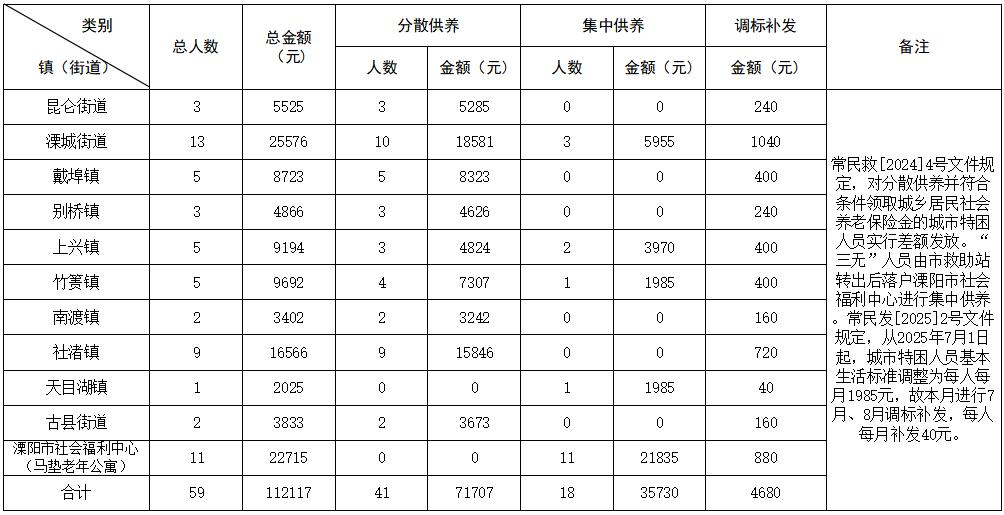 类别 总人数 总金额(元) 分散供养 集中供养 调标补发 备注
镇（街道） 人数 金额（元） 人数 金额（元） 金额（元）
昆仑街道 3 5525 3 5285 0 0 240
溧城街道 13 25576 10 18581 3 5955 1040
戴埠镇 5 8723 5 8323 0 0 400
别桥镇 3 4866 3 4626 0 0 240
上兴镇 5 9194 3 4824 2 3970 400
竹箦镇 5 9692 4 7307 1 1985 400
南渡镇 2 3402 2 3242 0 0 160
社渚镇 9 16566 9 15846 0 0 720
天目湖镇 1 2025 0 0 1 1985 40
古县街道 2 3833 2 3673 0 0 160
溧阳市社会福利中心
（马垫老年公寓） 11 22715 0 0 11 21835 880
合计 59 112117 41 71707 18 35730 4680
常民救[2024]4号文件规
定，对分散供养并符合
条件领取城乡居民社会
养老保险金的城市特困
人员实行差额发放。“
三无”人员由市救助站
转出后落户溧阳市社会
福利中心进行集中供养
。常民发[2025]2号文件
规定，从2025年7月1日
起，城市特困人员基本
生活标准调整为每人每
月1985元，故本月进行7
月、8月调标补发，每人
每月补发40元。